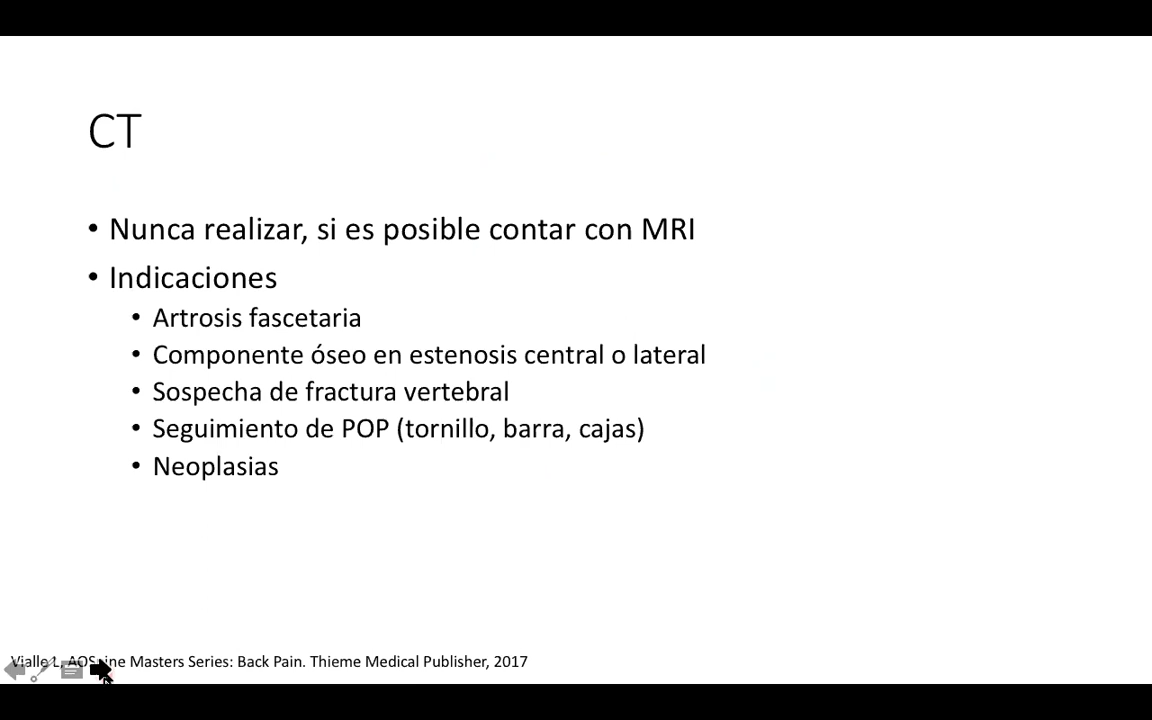 CT
• Nunca realizar, si es posible contar con MRI
• Indicaciones
• Artrosis fascetaria
• Componente óseo en estenosis central o lateral
• Sospecha de fractura vertebral
• Seguimiento de POP (tornillo, barra, cajas)
• Neoplasias
Vialle L, AOSpine Masters Series: Back Pain. Thieme Medical Publisher, 2017